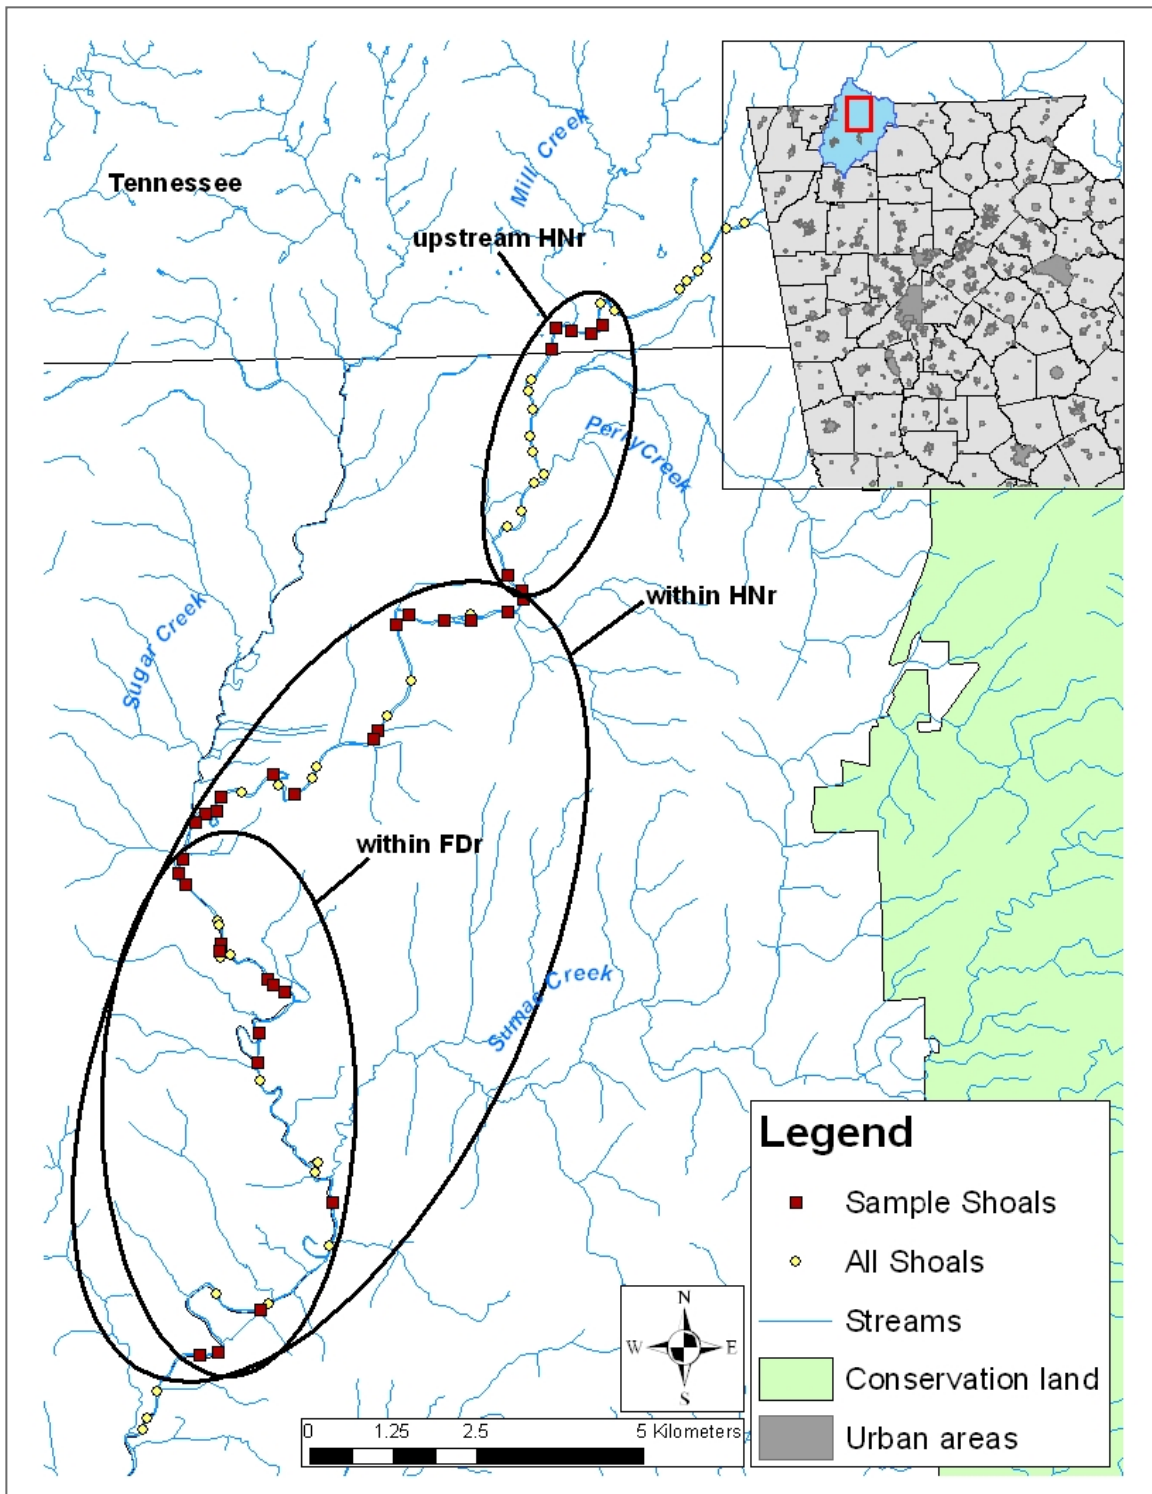 Tennessee
Mill Creek
upstream HNr
Perry Creek
within HNr
Sugar Creek
within FDr
Sumac Creek
Legend
Sample Shoals
All Shoals
Streams
Conservation land
Urban areas
N
W E
S
0 1.25 2.5 5 Kilometers